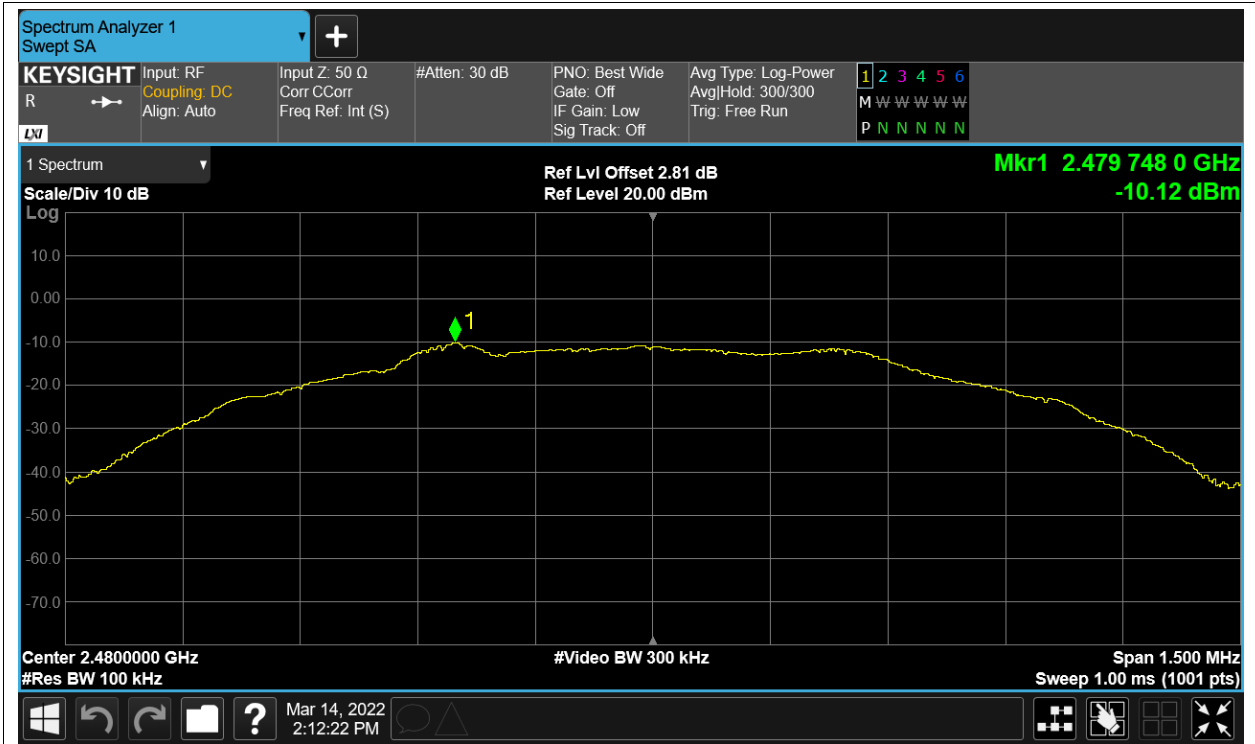 Spectrum Analyzer 1
Swept SA
+
KEYSIGHT
R
LXI
Input: RF
Coupling: DC
Align: Auto
Input Z: 50 Ω
Corr CCorr
Freq Ref: Int (S)
#Atten: 30 dB
PNO: Best Wide
Gate: Off
IF Gain: Low
Sig Track: Off
Avg Type: Log-Power
Avg|Hold: 300/300
Trig: Free Run
1 2 3 4 5 6
M W W W W W
P N N N N N
1 Spectrum
Scale/Div 10 dB
Log
Ref Lvl Offset 2.81 dB
Ref Level 20.00 dBm
Mkr1 2.479 748 0 GHz
-10.12 dBm
10.0
0.00
-10.0
-20.0
-30.0
-40.0
-50.0
-60.0
-70.0
1
Center 2.4800000 GHz
#Res BW 100 kHz
#Video BW 300 kHz
Span 1.500 MHz
Sweep 1.00 ms (1001 pts)
?
Mar 14, 2022
2:12:22 PM